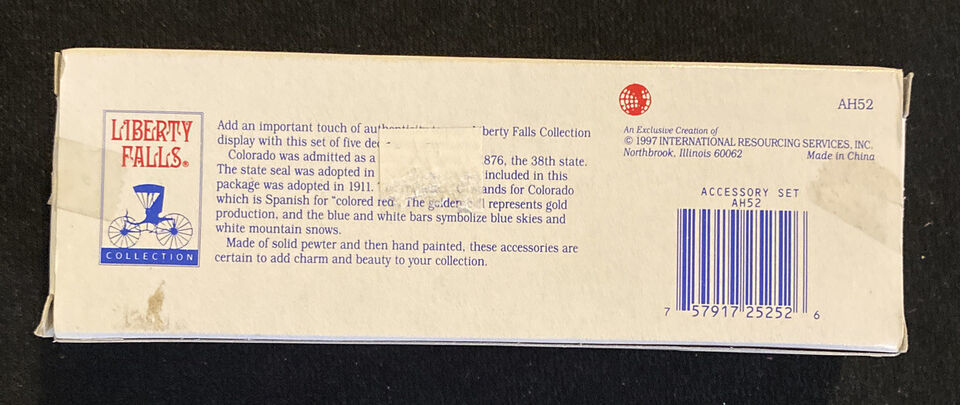 LIBERTY
FALLS®
COLLECTION
Add an important touch of berty Falls Collection
display with this set of five
Colorado was admitted as a 876, the 38th state.
The state seal was adopted in included in this
package was adopted in 1911. ands for Colorado
which is Spanish for "colored red". The golden represents gold
production, and the blue and white bars symbolize blue skies and
white mountain snows.
Made of solid pewter and then hand painted, these accessories are
certain to add charm and beauty to your collection.
AH52
An Exclusive Creation of
© 1997 INTERNATIONAL RESOURCING SERVICES, INC.
Northbrook, Illinois 60062 Made in China
ACCESSORY SET
AH52
7 57917 25252 6